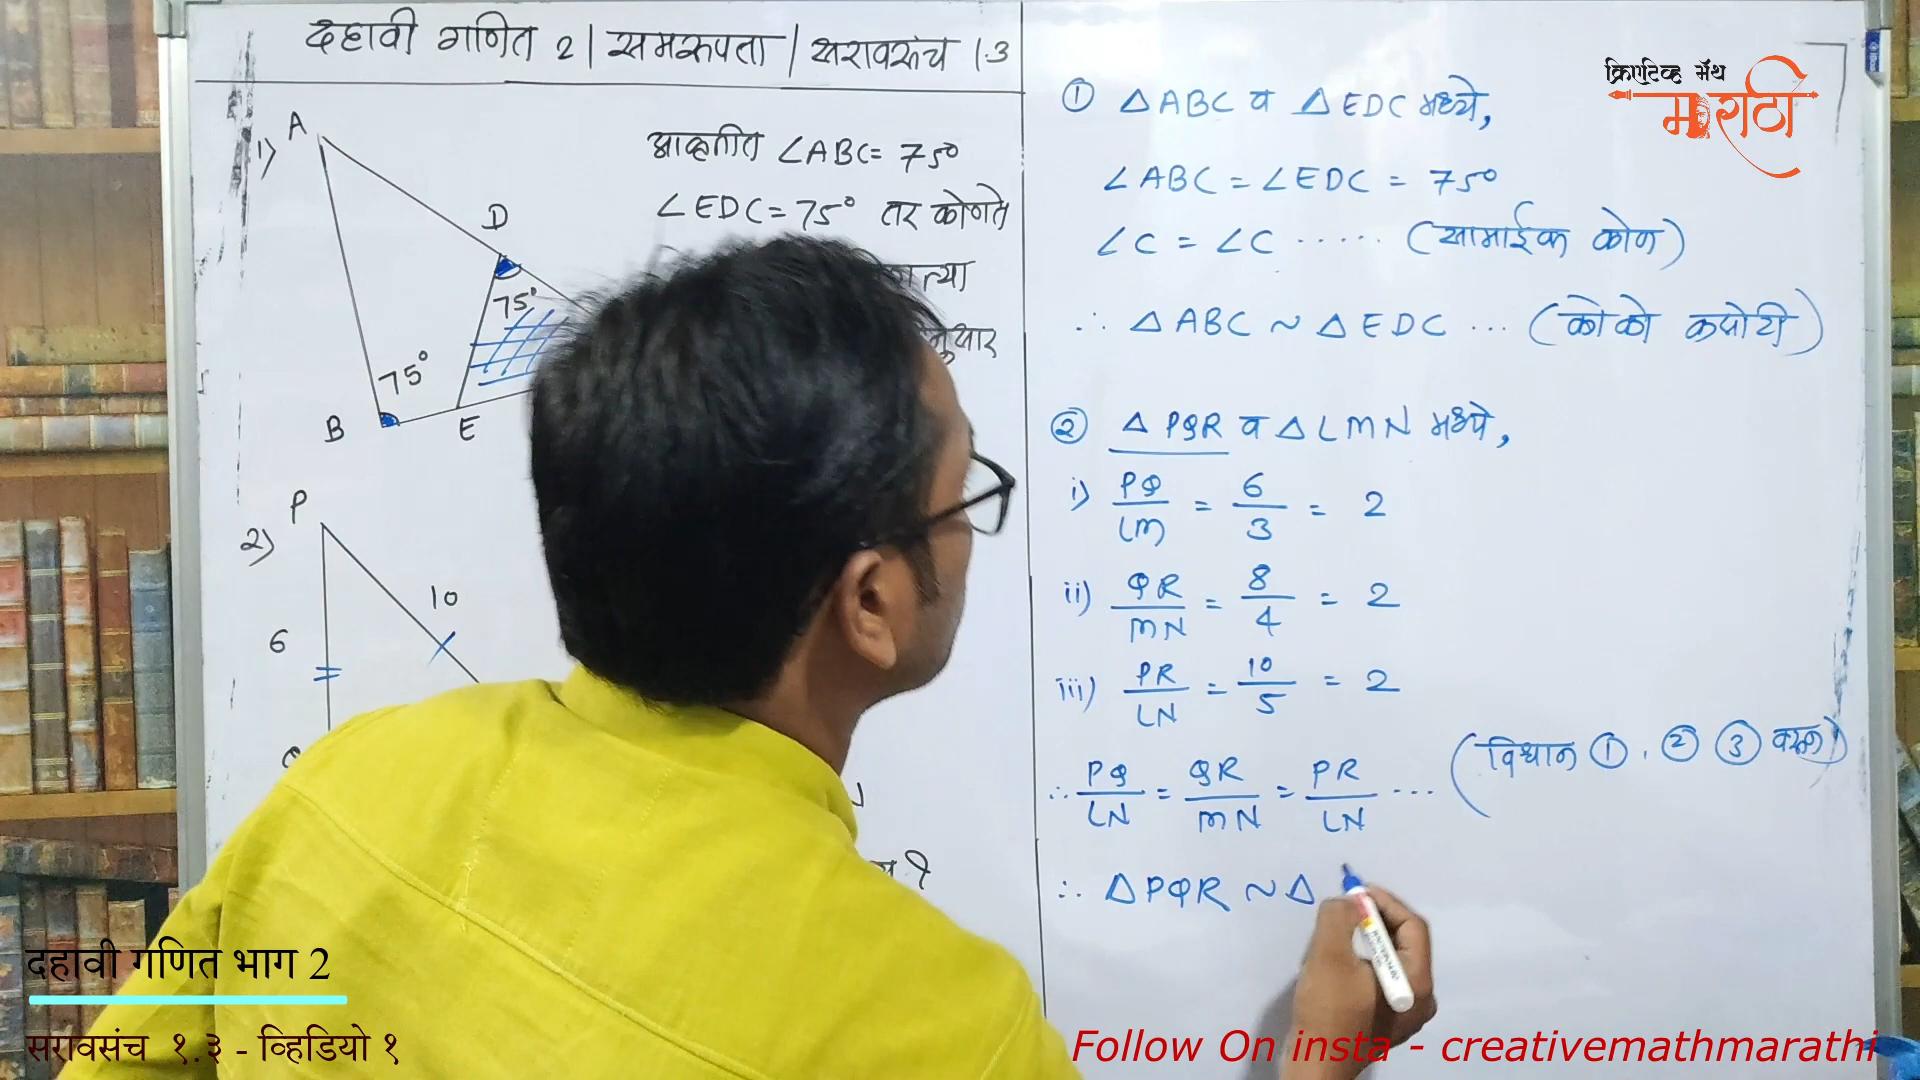 दहावी गणित 2 | समरूपता | सरावसंच 1.3
1)
A
D
75°
75°
B
E
आकृतीत ∠ABC = 75°
∠EDC = 75° तर कोणते
त्या
नुसार
2)
P
10
6
① △ABC व △EDC मध्ये,
∠ABC = ∠EDC = 75°
∠C = ∠C ..... (सामाईक कोन)
∴ △ABC ~ △EDC ... (कोको कसोटी)
② △PQR व △LMN मध्ये,
i) PQ/LM = 6/3 = 2
ii) QR/MN = 8/4 = 2
iii) PR/LN = 10/5 = 2
∴ PQ/LN = QR/MN = PR/LN ... (विधान ①, ② ③ वरून)
∴ △PQR ~ △
क्रिएटिव्ह मॅथ
मराठी
दहावी गणित भाग 2
सरावसंच १.३ - व्हिडियो १
Follow On insta - creativemathmarathi